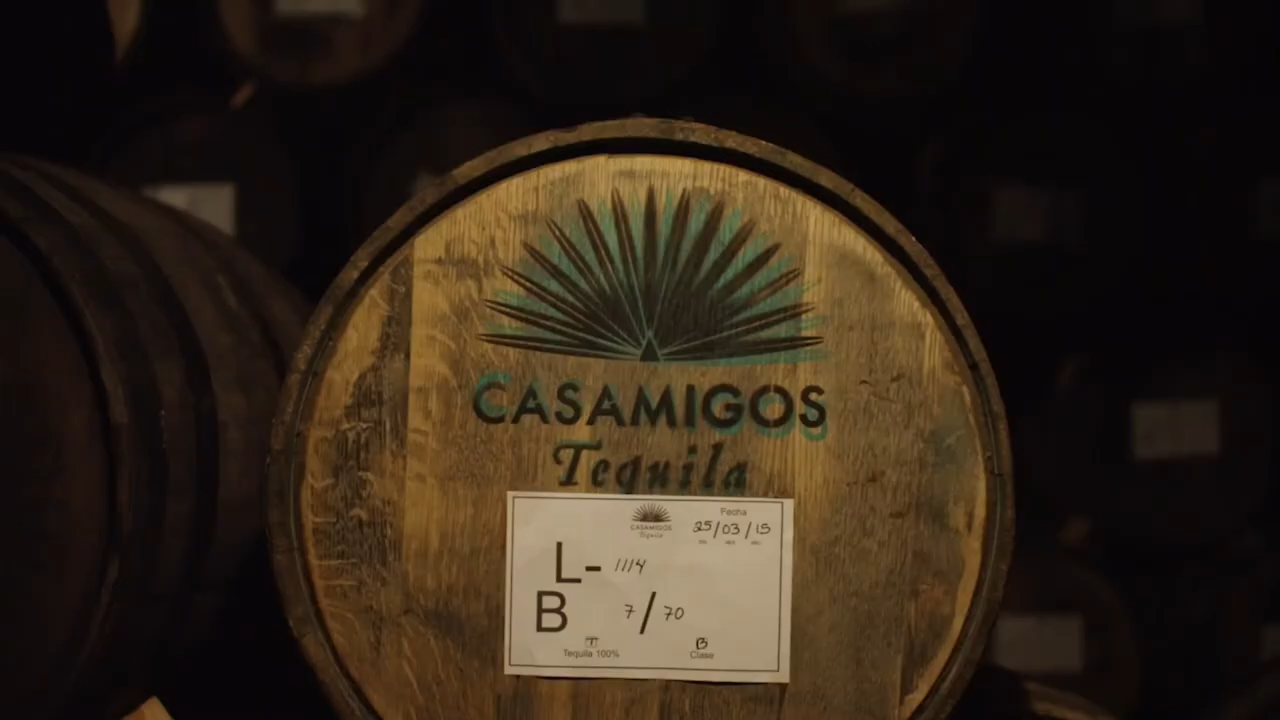 CASAMIGOS
Tequila
CASAMIGOS
Tequila
Fecha
25/03/15
L- 1114
B 7/70
T B
Tequila 100% Clase